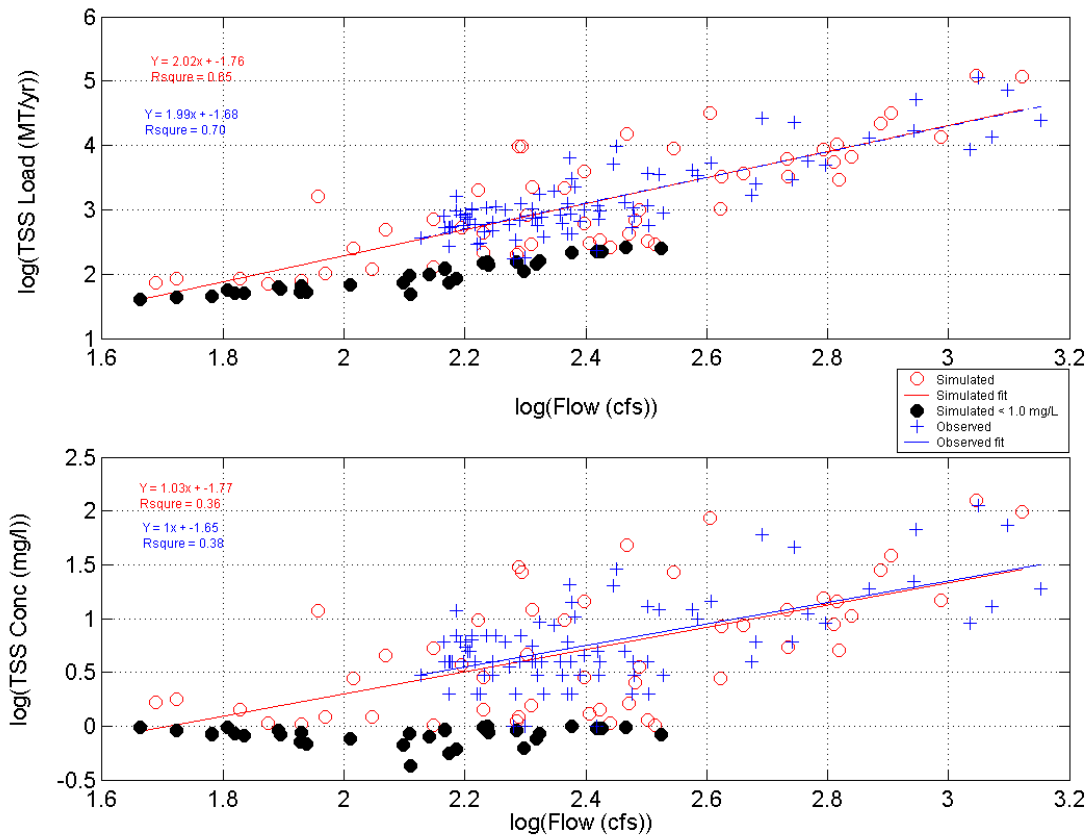 6
5
4
3
2
1
log(TSS Load (MT/yr))
Y = 2.02x + -1.76
Rsqure = 0.65
Y = 1.99x + -1.68
Rsqure = 0.70
1.6
1.8
2
2.2
2.4
2.6
2.8
3
3.2
log(Flow (cfs))
Simulated
Simulated fit
Simulated < 1.0 mg/L
Observed
Observed fit
2.5
2
1.5
1
0.5
0
-0.5
log(TSS Conc (mg/l))
Y = 1.03x + -1.77
Rsqure = 0.36
Y = 1x + -1.65
Rsqure = 0.38
1.6
1.8
2
2.2
2.4
2.6
2.8
3
3.2
log(Flow (cfs))